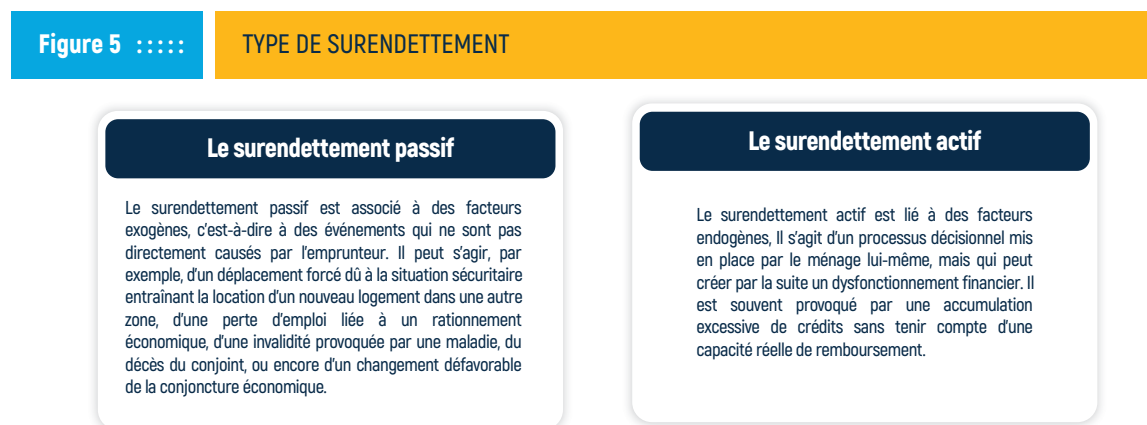 Figure 5 :::::
TYPE DE SURENDETTEMENT
Le surendettement passif
Le surendettement passif est associé à des facteurs
exogènes, c'est-à-dire à des événements qui ne sont pas
directement causés par l'emprunteur. Il peut s'agir, par
exemple, d'un déplacement forcé dû à la situation sécuritaire
entraînant la location d'un nouveau logement dans une autre
zone, d'une perte d'emploi liée à un rationnement
économique, d'une invalidité provoquée par une maladie, du
décès du conjoint, ou encore d'un changement défavorable
de la conjoncture économique.
Le surendettement actif
Le surendettement actif est lié à des facteurs
endogènes, Il s'agit d'un processus décisionnel mis
en place par le ménage lui-même, mais qui peut
créer par la suite un dysfonctionnement financier. Il
est souvent provoqué par une accumulation
excessive de crédits sans tenir compte d'une
capacité réelle de remboursement.